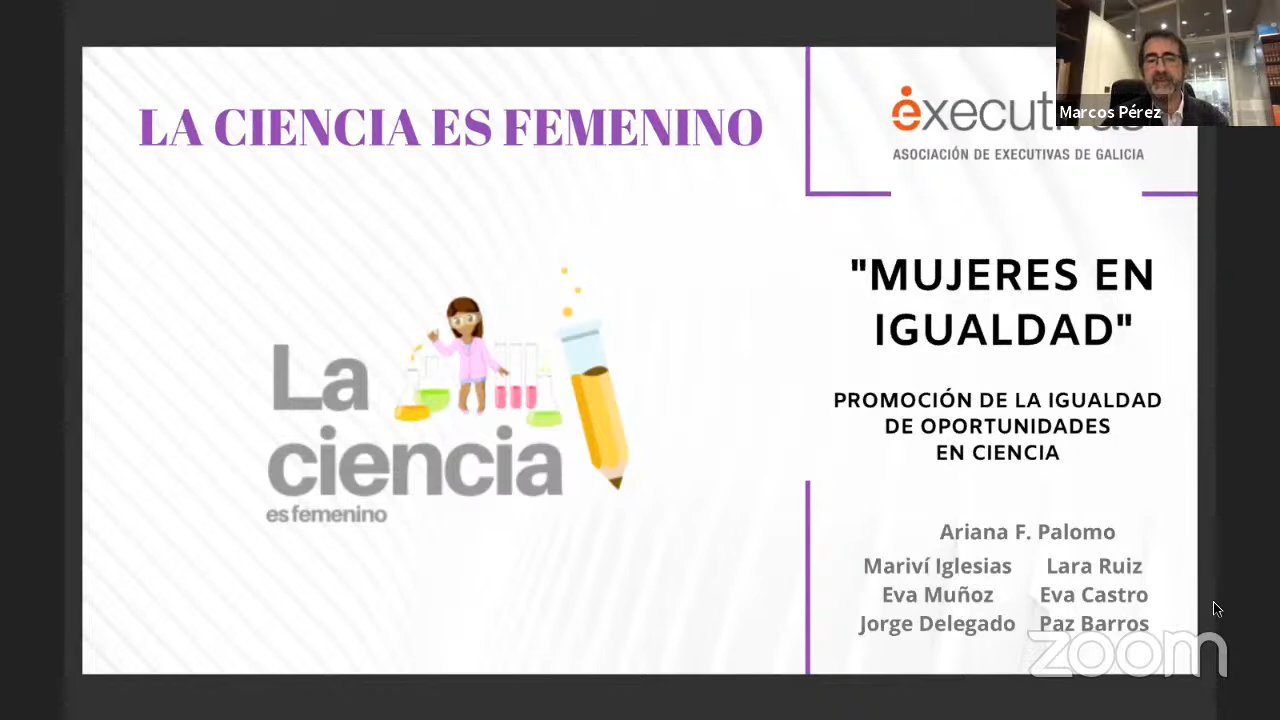 LA CIENCIA ES FEMENINO
La
ciencia
es femenino
Marcos Pérez
ASOCIACIÓN DE EXECUTIVAS DE GALICIA
"MUJERES EN
IGUALDAD"
PROMOCIÓN DE LA IGUALDAD
DE OPORTUNIDADES
EN CIENCIA
Ariana F. Palomo
Mariví Iglesias Lara Ruiz
Eva Muñoz Eva Castro
Jorge Delegado Paz Barros
zoom